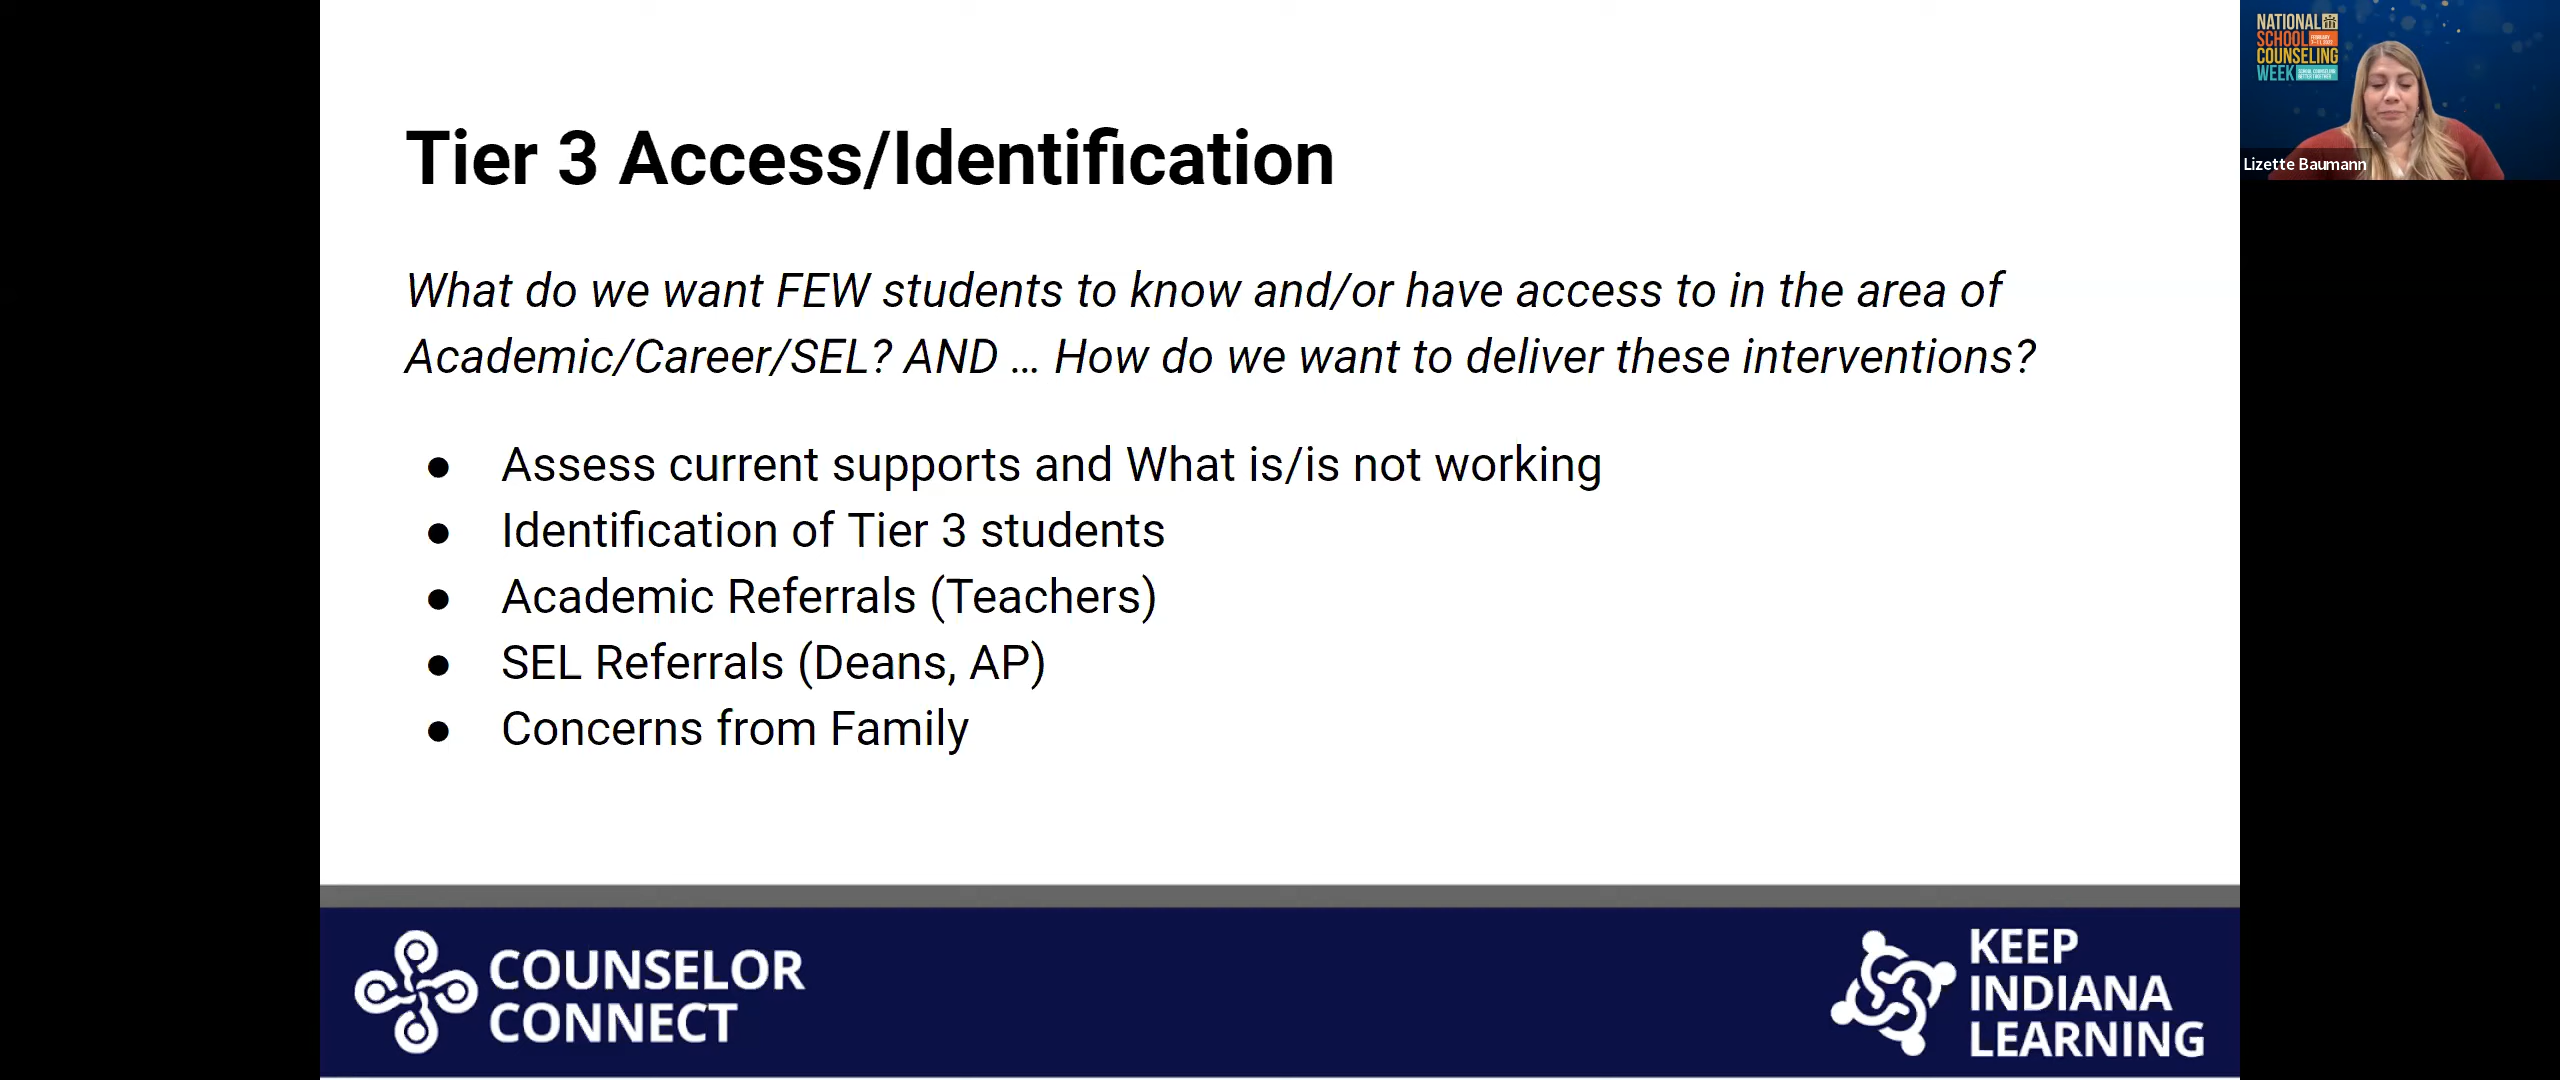 Tier 3 Access/Identification
What do we want FEW students to know and/or have access to in the area of
Academic/Career/SEL? AND ... How do we want to deliver these interventions?
● Assess current supports and What is/is not working
● Identification of Tier 3 students
● Academic Referrals (Teachers)
● SEL Referrals (Deans, AP)
● Concerns from Family
COUNSELOR
CONNECT
KEEP
INDIANA
LEARNING
NATIONAL
SCHOOL
COUNSELING
WEEK
Lizette Baumann